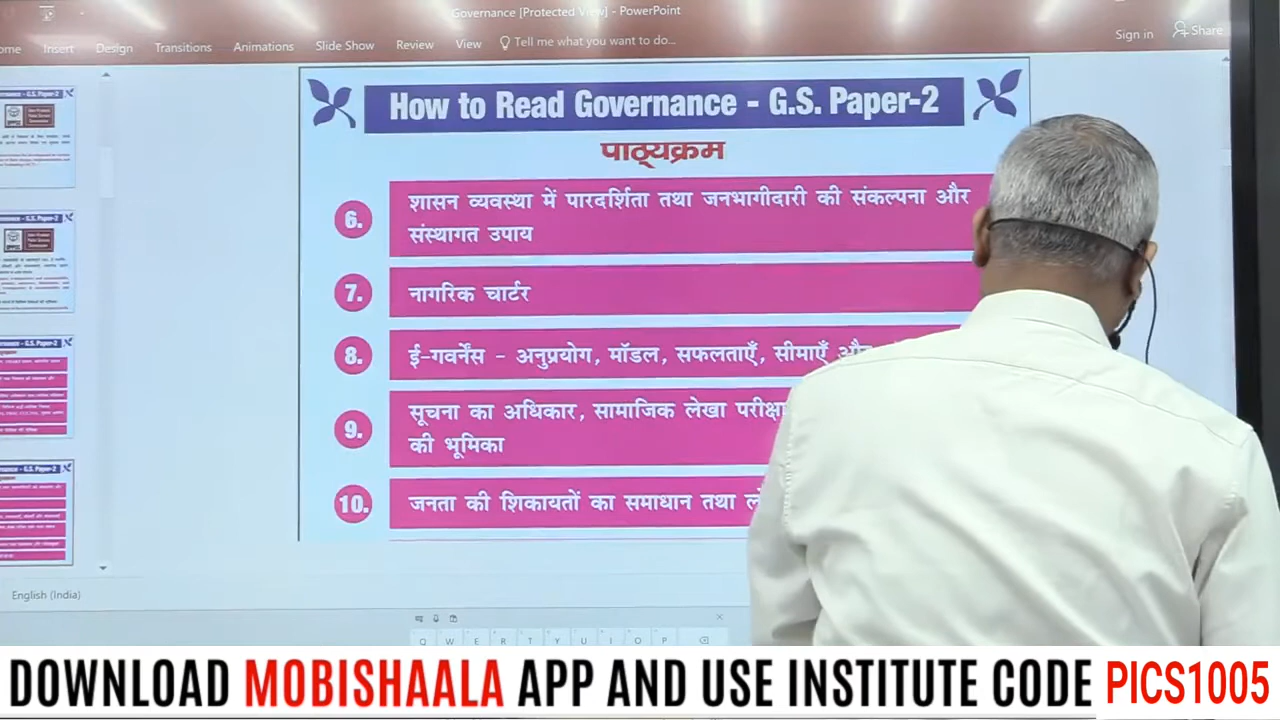 Governance [Protected View] - PowerPoint
Insert Design Transitions Animations Slide Show Review View Tell me what you want to do...
Sign in Share
How to Read Governance - G.S. Paper-2
पाठ्यक्रम
6. शासन व्यवस्था में पारदर्शिता तथा जनभागीदारी की संकल्पना और
संस्थागत उपाय
7. नागरिक चार्टर
8. ई-गवर्नेंस - अनुप्रयोग, मॉडल, सफलताएँ, सीमाएँ और
9. सूचना का अधिकार, सामाजिक लेखा परीक्षा
की भूमिका
10. जनता की शिकायतों का समाधान तथा
English (India)
Q W E R T Y U I O P
DOWNLOAD MOBISHAALA APP AND USE INSTITUTE CODE PICS1005